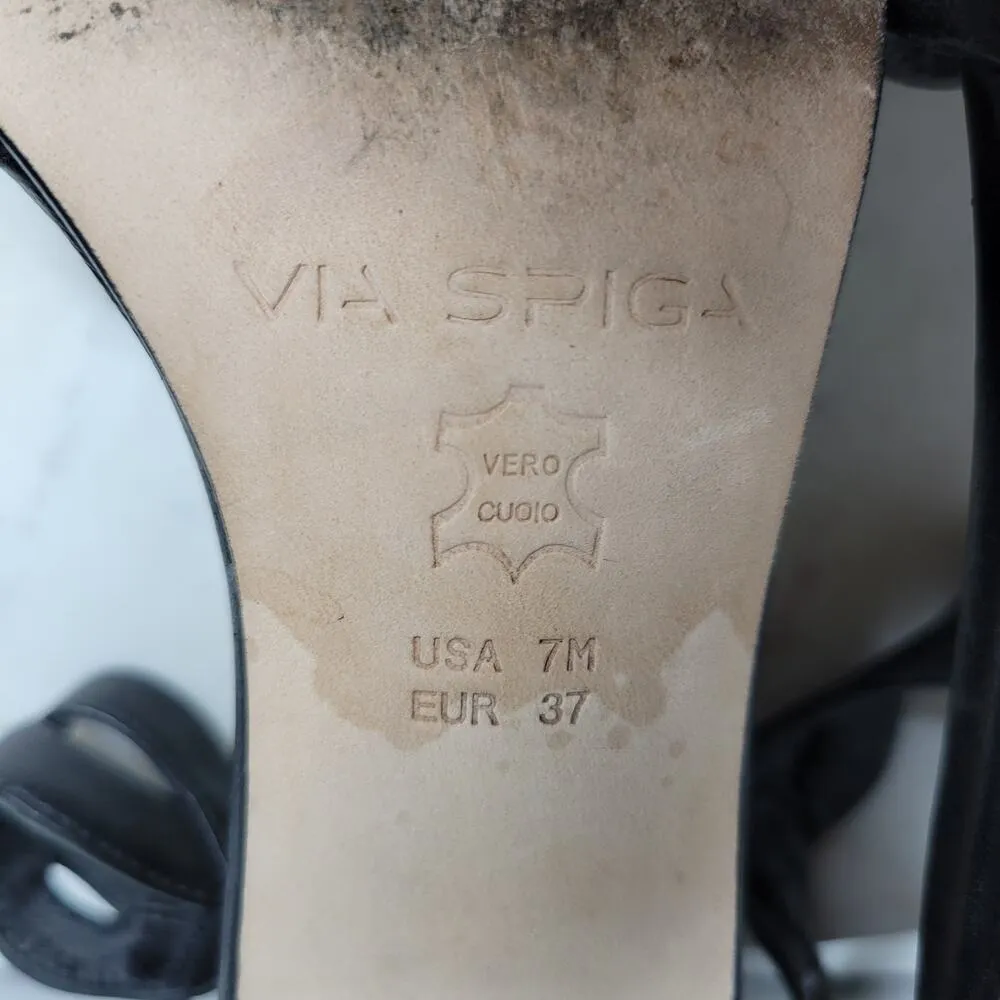 VIA SPIGA
VERO
CUOIO
USA 7M
EUR 37